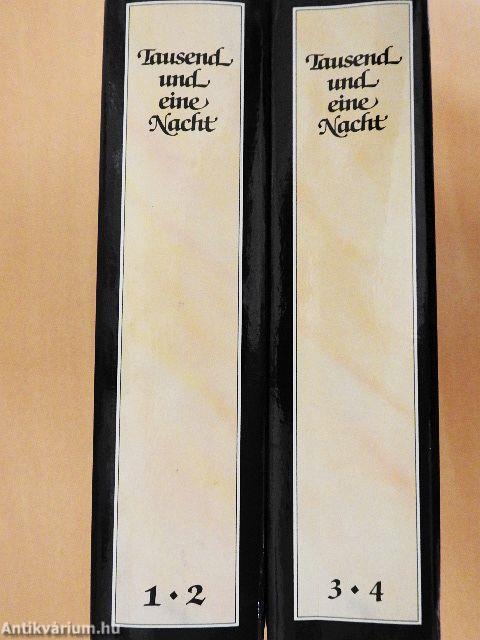 Tausend
und
eine
Nacht
1 · 2
Tausend
und
eine
Nacht
3 · 4
Antikvárium.hu